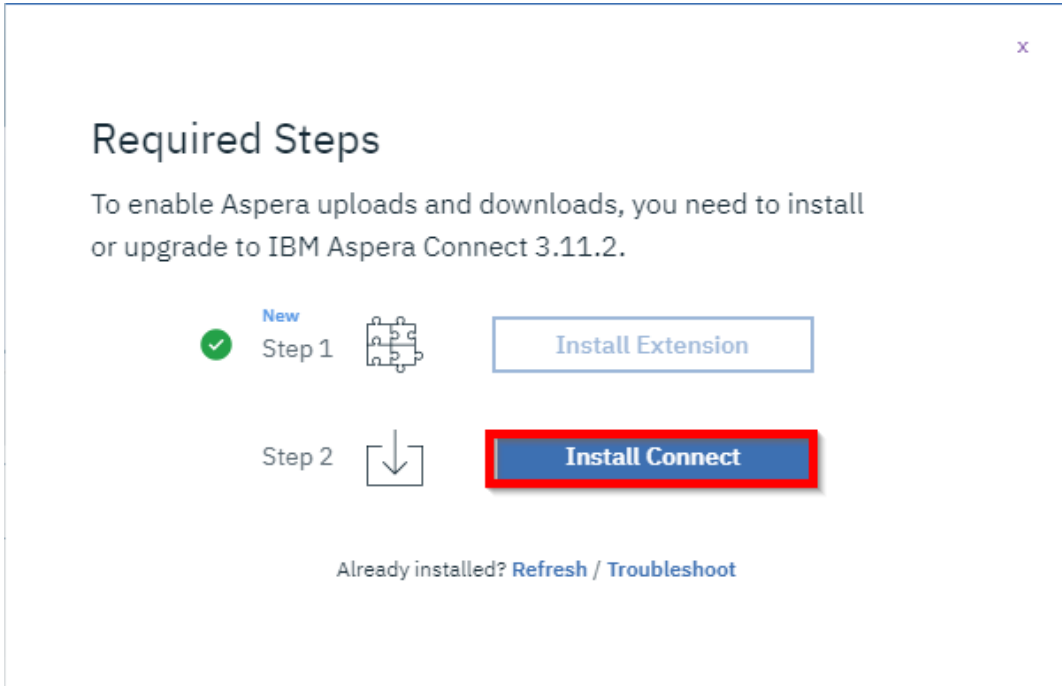 x
Required Steps
To enable Aspera uploads and downloads, you need to install
or upgrade to IBM Aspera Connect 3.11.2.
New
Step 1
Install Extension
Step 2
Install Connect
Already installed? Refresh / Troubleshoot